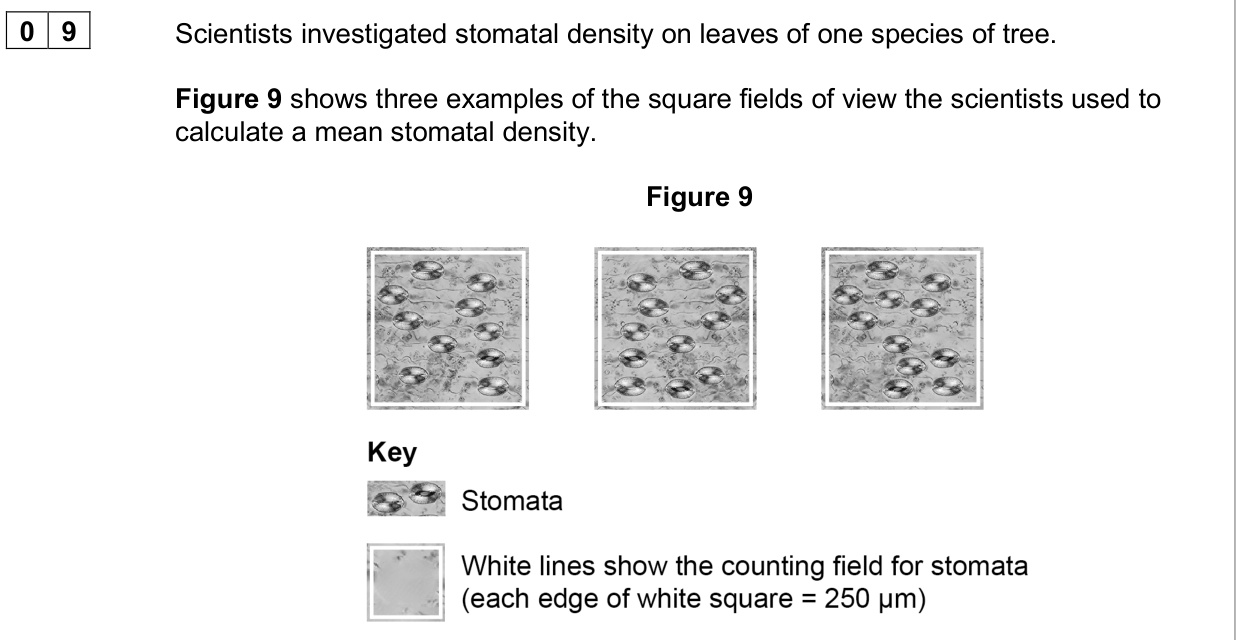 0 9
Scientists investigated stomatal density on leaves of one species of tree.
Figure 9 shows three examples of the square fields of view the scientists used to
calculate a mean stomatal density.
Figure 9
Key
Stomata
White lines show the counting field for stomata
(each edge of white square = 250 µm)